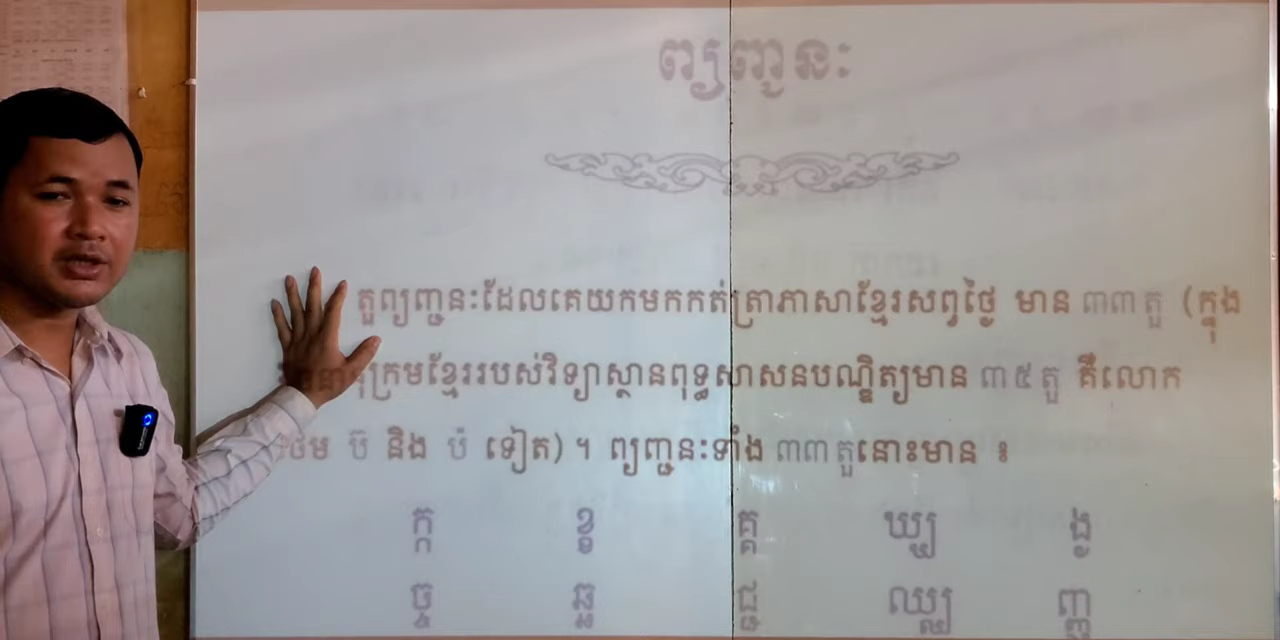 ព្យញ្ជនៈ
តួព្យញ្ជនៈដែលគេយកមកកត់ត្រាភាសាខ្មែរសព្វថ្ងៃ មាន ៣៣ តួ (ក្នុង
ក្រមខ្មែររបស់វិទ្យាស្ថានពុទ្ធសាសនបណ្ឌិត្យមាន ៣៥ តួ គឺលោក
ប៊ និង ប៉ ទៀត) ។ ព្យញ្ជនៈទាំង ៣៣ តួនោះមាន ៖
ក្ក ខ្ខ គ្គ ឃ្ឃ ង្ង
ច្ច ឆ្ឆ ជ្ជ ឈ្ឈ ញ្ញ